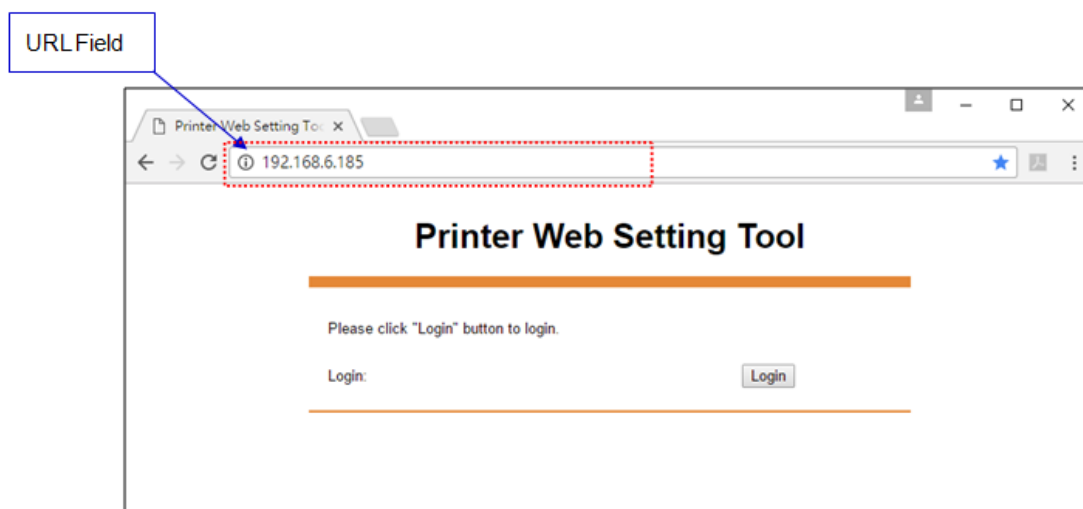 URL Field
Printer Web Setting Too
192.168.6.185
Printer Web Setting Tool
Please click "Login" button to login.
Login:
Login